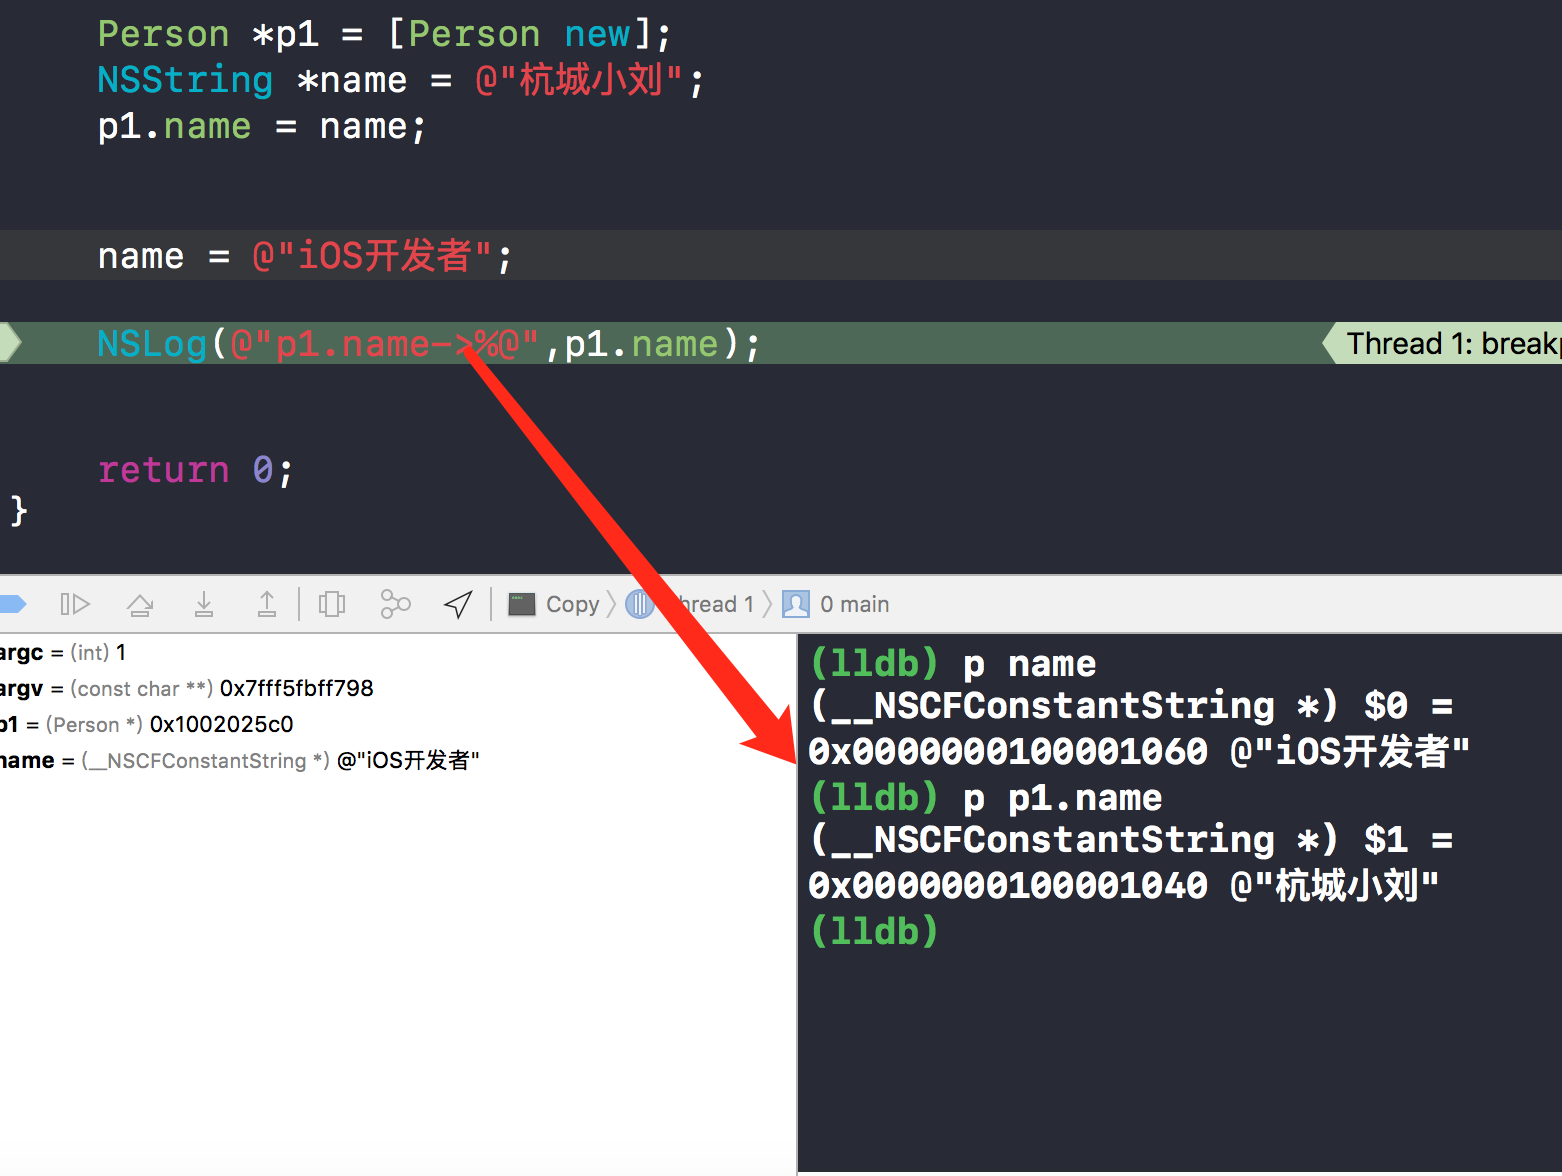 Person *p1 = [Person new];
NSString *name = @"杭城小刘";
p1.name = name;
name = @"iOS开发者";
NSLog(@"p1.name->%@",p1.name);
Thread 1: breakp
return 0;
}
Copy
hread 1
0 main
argc = (int) 1
argv = (const char **) 0x7fff5fbff798
p1 = (Person *) 0x1002025c0
name = (__NSCFConstantString *) @"iOS开发者"
(lldb) p name
(__NSCFConstantString *) $0 =
0x0000000100001060 @"iOS开发者"
(lldb) p p1.name
(__NSCFConstantString *) $1 =
0x0000000100001040 @"杭城小刘"
(lldb)